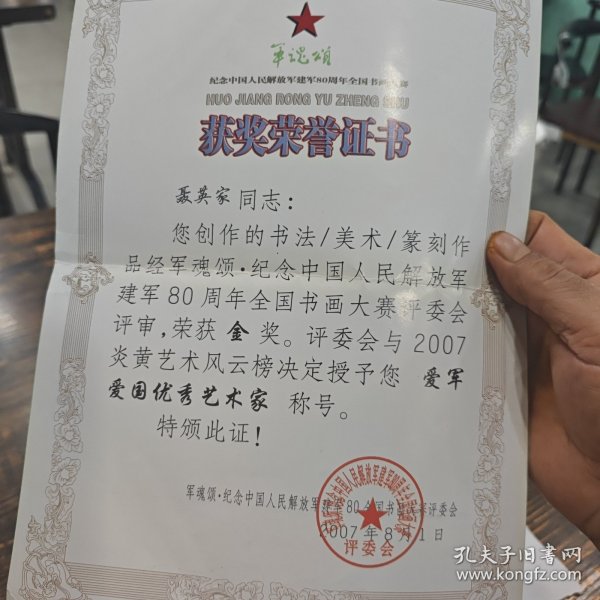 军魂颂
纪念中国人民解放军建军80周年全国书画大赛
HUO JIANG RONG YU ZHENG SHU
获奖荣誉证书
聂英家 同志：
您创作的书法/美术/篆刻作
品经军魂颂·纪念中国人民解放军
建军80周年全国书画大赛评委会
评审,荣获 金 奖。评委会与2007
炎黄艺术风云榜决定授予您 爱军
爱国优秀艺术家 称号。
特颁此证！
军魂颂·纪念中国人民解放军建军80全国书画大赛评委会
2007年8月1日
评委会
孔夫子旧书网
www.kongfz.com